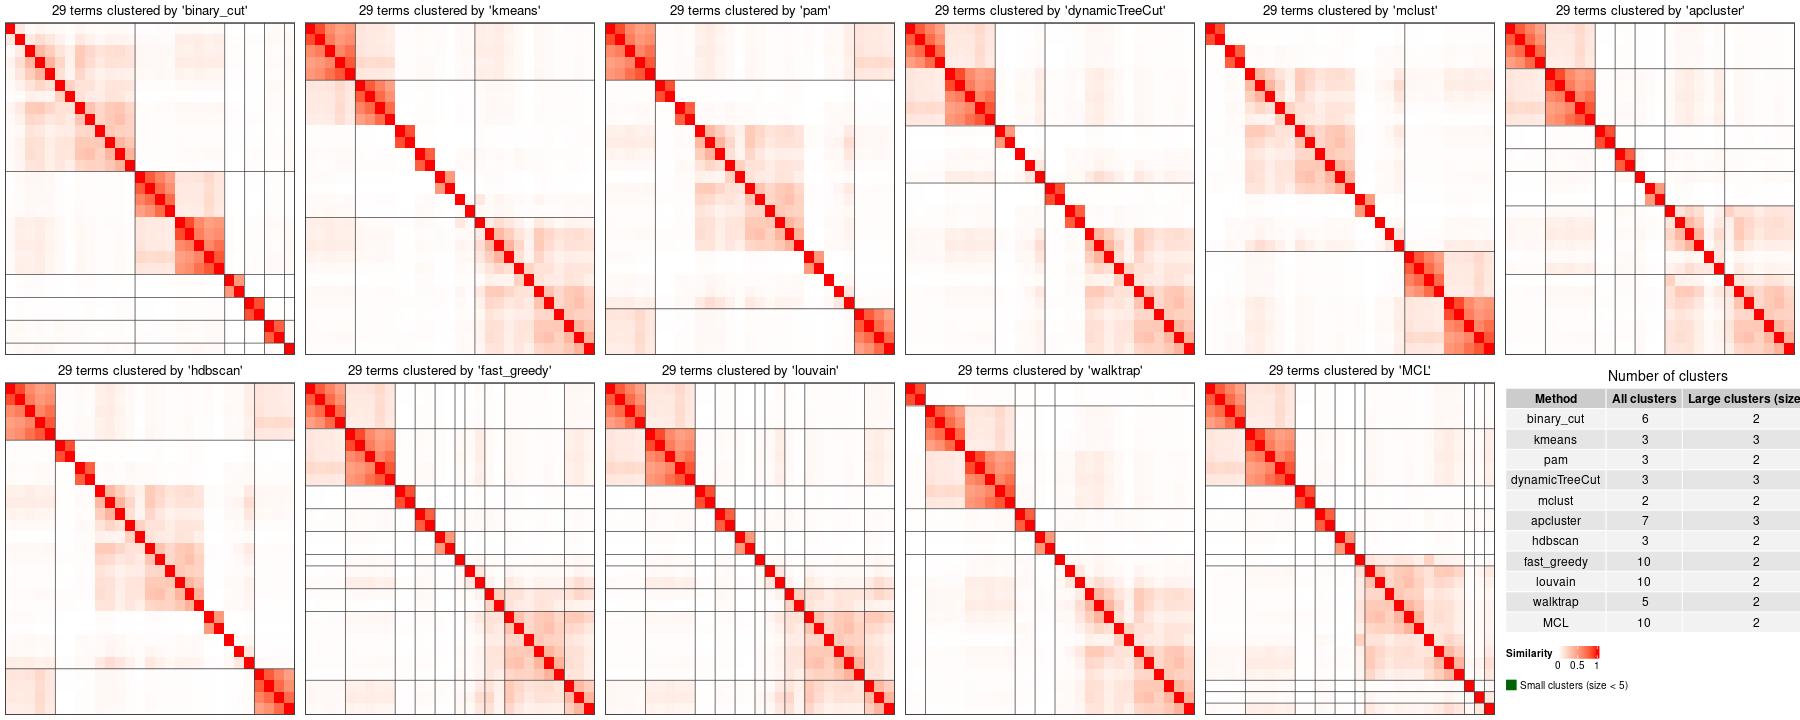 29 terms clustered by 'binary_cut'
29 terms clustered by 'kmeans'
29 terms clustered by 'pam'
29 terms clustered by 'dynamicTreeCut'
29 terms clustered by 'mclust'
29 terms clustered by 'apcluster'
29 terms clustered by 'hdbscan'
29 terms clustered by 'fast_greedy'
29 terms clustered by 'louvain'
29 terms clustered by 'walktrap'
29 terms clustered by 'MCL'
Number of clusters
Method All clusters Large clusters (size
binary_cut 6 2
kmeans 3 3
pam 3 2
dynamicTreeCut 3 3
mclust 2 2
apcluster 7 3
hdbscan 3 2
fast_greedy 10 2
louvain 10 2
walktrap 5 2
MCL 10 2
Similarity
0 0.5 1
Small clusters (size < 5)